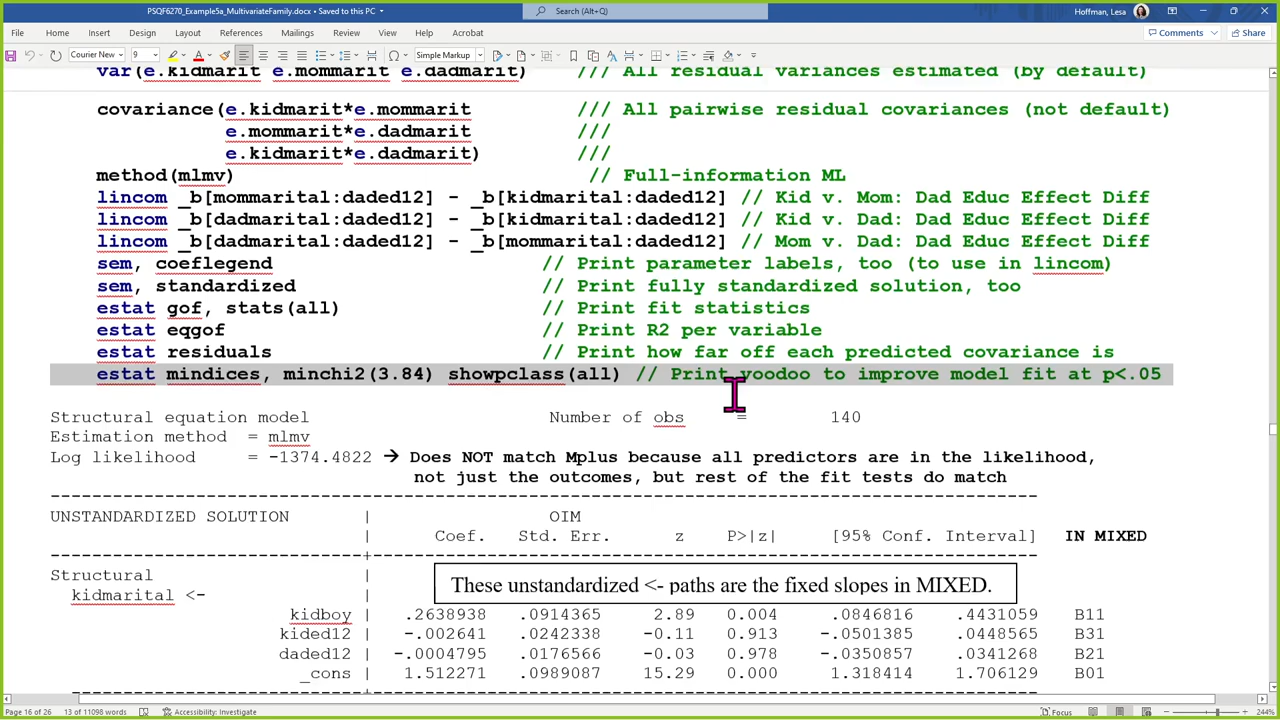 PSQF6270_Example5a_MultivariateFamily.docx • Saved to this PC
Search (Alt+Q)
Hoffman, Lesa
File Home Insert Draw Design Layout References Mailings Review View Help Acrobat
Comments Share
Courier New 9 Simple Markup
var(e.kidmarit e.mommarit e.dadmarit) /// All residual variances estimated (by default)
covariance(e.kidmarit*e.mommarit /// All pairwise residual covariances (not default)
e.mommarit*e.dadmarit ///
e.kidmarit*e.dadmarit) ///
method(mlmv) // Full-information ML
lincom _b[mommarital:daded12] - _b[kidmarital:daded12] // Kid v. Mom: Dad Educ Effect Diff
lincom _b[dadmarital:daded12] - _b[kidmarital:daded12] // Kid v. Dad: Dad Educ Effect Diff
lincom _b[dadmarital:daded12] - _b[mommarital:daded12] // Mom v. Dad: Dad Educ Effect Diff
sem, coeflegend // Print parameter labels, too (to use in lincom)
sem, standardized // Print fully standardized solution, too
estat gof, stats(all) // Print fit statistics
estat eqgof // Print R2 per variable
estat residuals // Print how far off each predicted covariance is
estat mindices, minchi2(3.84) showpclass(all) // Print voodoo to improve model fit at p<.05
Structural equation model Number of obs = 140
Estimation method = mlmv
Log likelihood = -1374.4822 → Does NOT match Mplus because all predictors are in the likelihood,
not just the outcomes, but rest of the fit tests do match
UNSTANDARDIZED SOLUTION | OIM
| Coef. Std. Err. z P>|z| [95% Conf. Interval] IN MIXED
Structural |
kidmarital <- | These unstandardized <- paths are the fixed slopes in MIXED.
kidboy | .2638938 .0914365 2.89 0.004 .0846816 .4431059 B11
kided12 | -.002641 .0242338 -0.11 0.913 -.0501385 .0448565 B31
daded12 | -.0004795 .0176566 -0.03 0.978 -.0350857 .0341268 B21
_cons | 1.512271 .0989087 15.29 0.000 1.318414 1.706129 B01
Page 16 of 26 13 of 11098 words Accessibility: Investigate Focus 244%